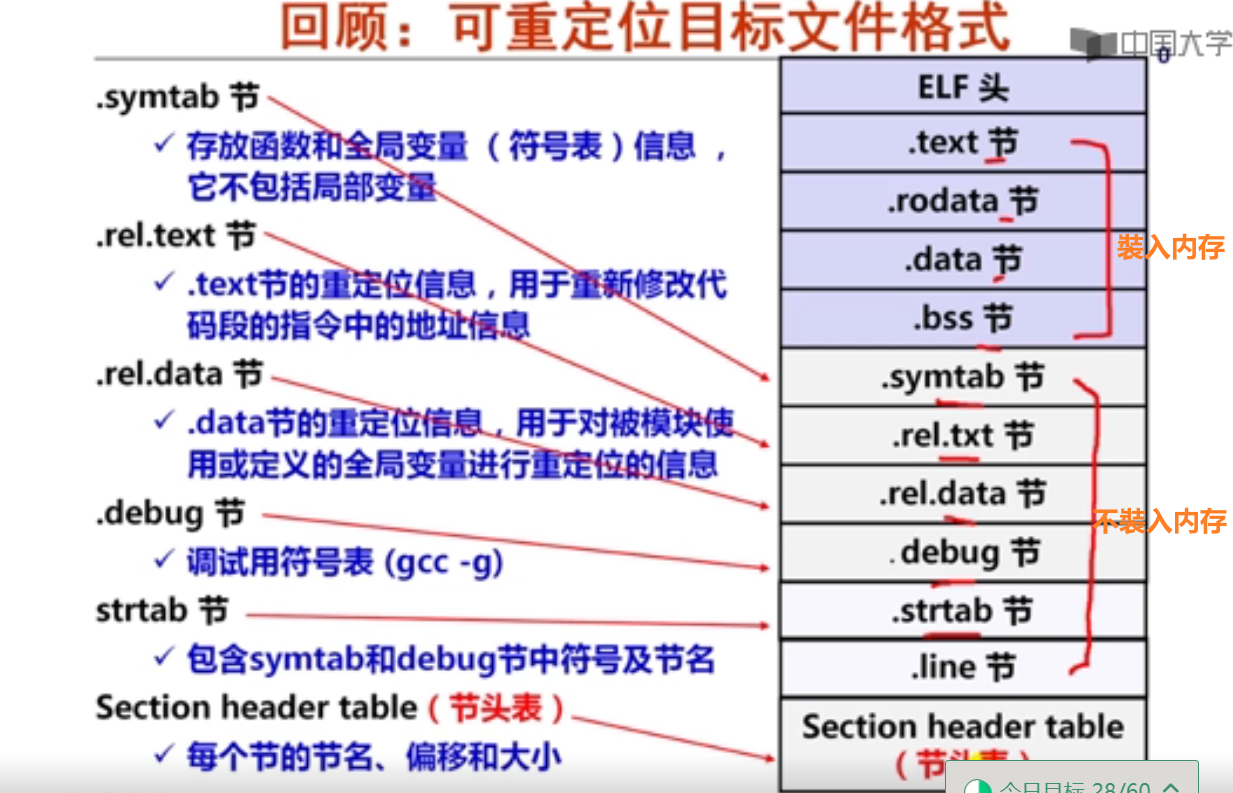 回顾：可重定位目标文件格式
中国大学
0
.symtab 节
✓ 存放函数和全局变量（符号表）信息，
它不包括局部变量
.rel.text 节
✓ .text节的重定位信息，用于重新修改代
码段的指令中的地址信息
.rel.data 节
✓ .data节的重定位信息，用于对被模块使
用或定义的全局变量进行重定位的信息
.debug 节
✓ 调试用符号表 (gcc -g)
strtab 节
✓ 包含symtab和debug节中符号及节名
Section header table（节头表）
✓ 每个节的节名、偏移和大小
ELF 头
.text 节
.rodata 节
.data 节
.bss 节
装入内存
.symtab 节
.rel.txt 节
.rel.data 节
.debug 节
.strtab 节
.line 节
不装入内存
Section header table
（节头表）
今日目标 28/60